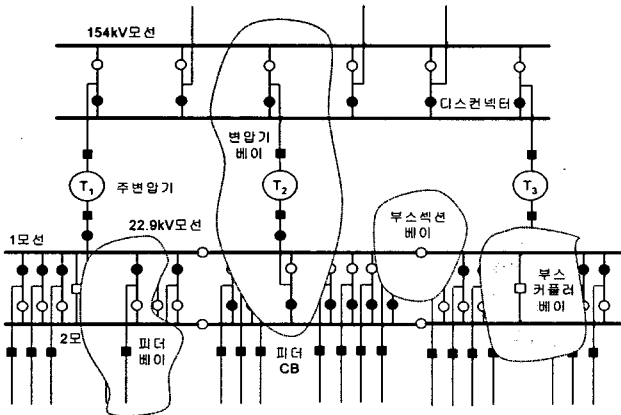 154kV모선
디스컨넥터
변압기
베이
T1
주변압기
T2
T3
22.9kV모선
부스섹션
베이
1모선
부스
커플러
베이
2모
피더
베이
피더
CB